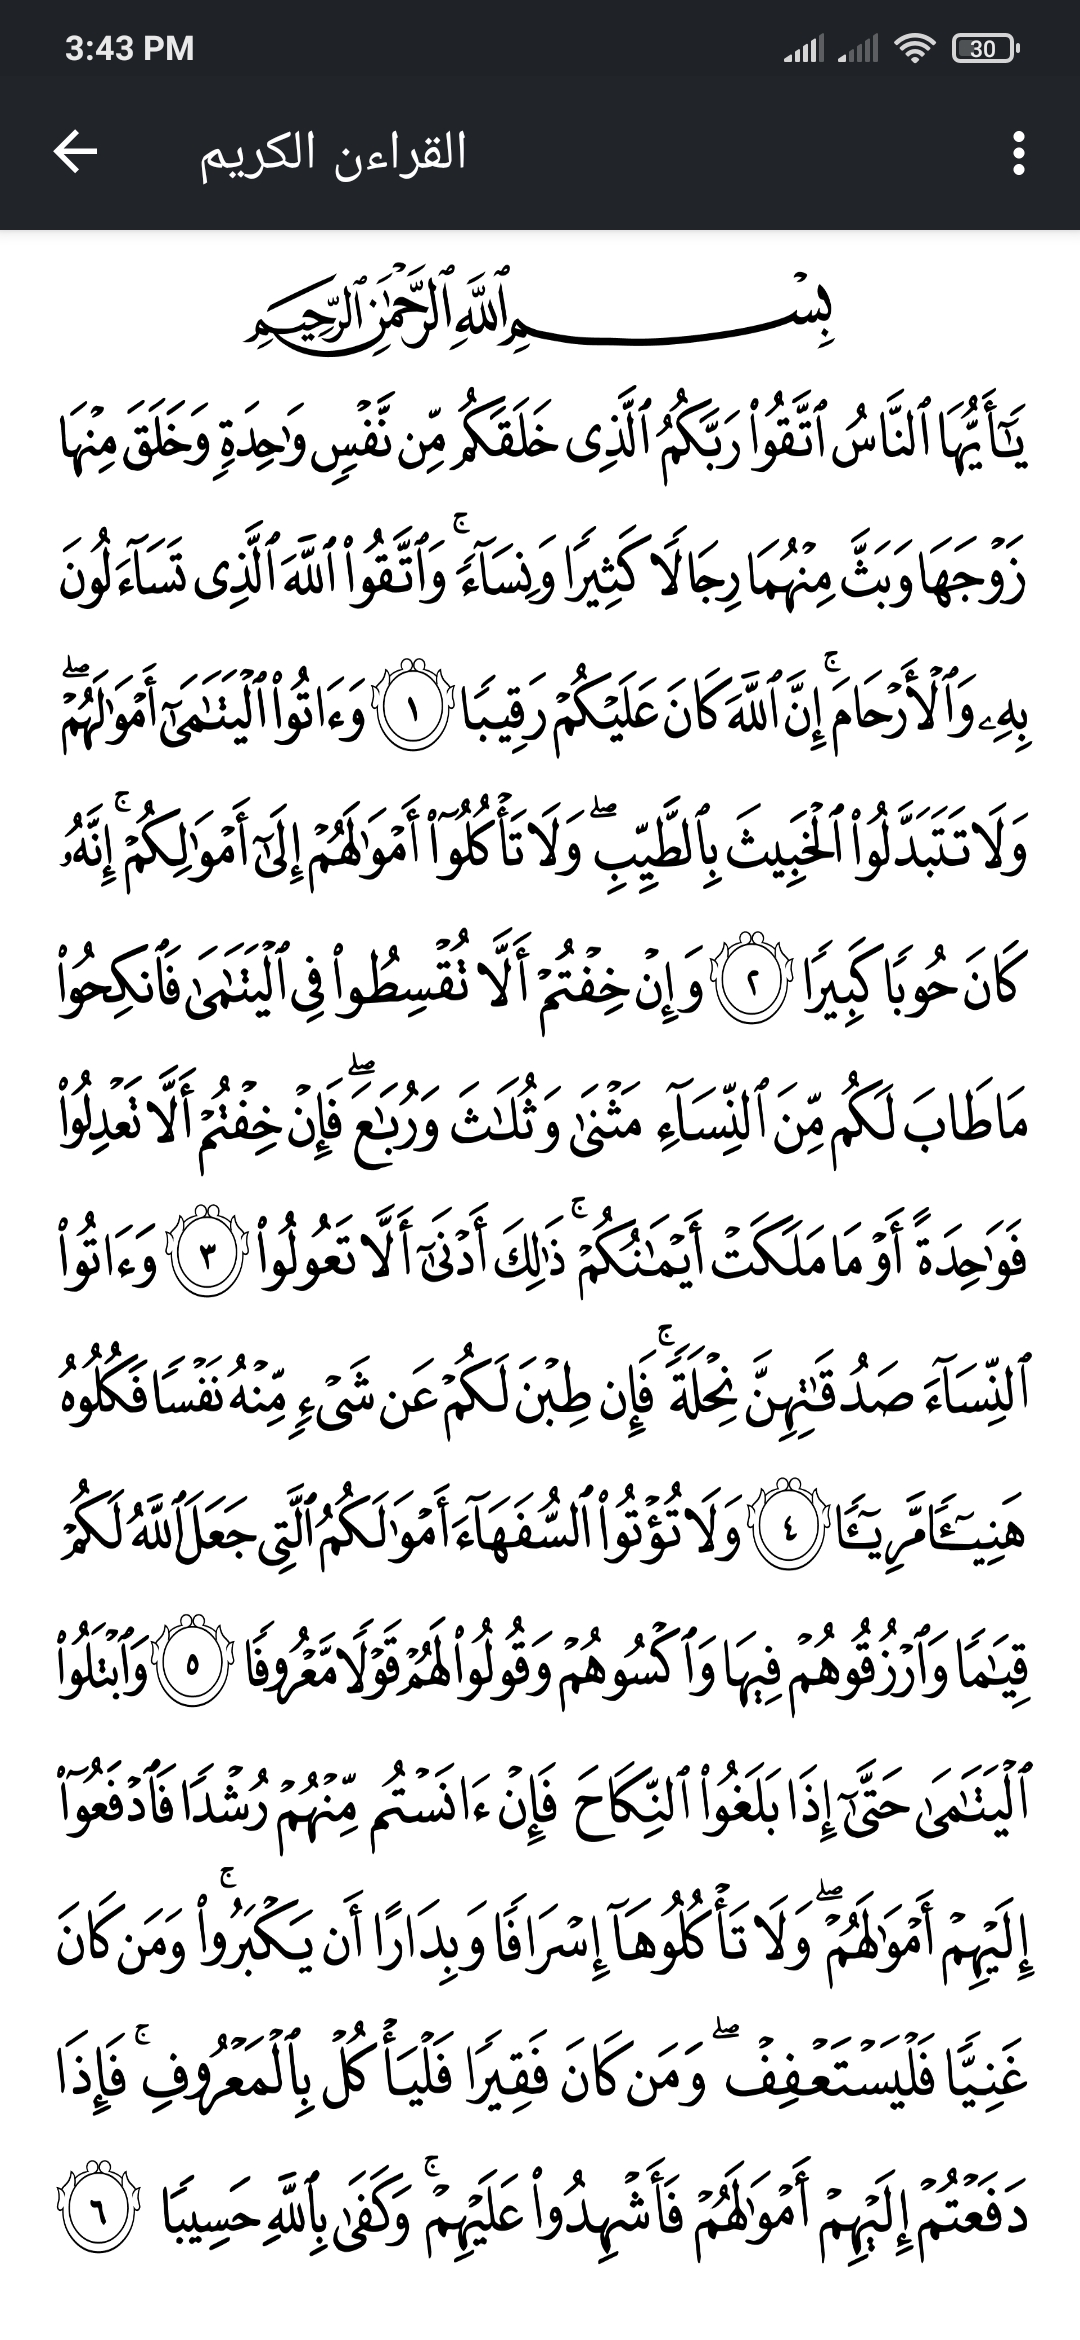 3:43 PM
30
القراءن الكريم
بِسۡمِ ٱللَّهِ ٱلرَّحۡمَٰنِ ٱلرَّحِيمِ
يَٰٓأَيُّهَا ٱلنَّاسُ ٱتَّقُواْ رَبَّكُمُ ٱلَّذِى خَلَقَكُم مِّن نَّفۡسٍ وَٰحِدَةٍ وَخَلَقَ مِنۡهَا
زَوۡجَهَا وَبَثَّ مِنۡهُمَا رِجَالًا كَثِيرًا وَنِسَآءًۚ وَٱتَّقُواْ ٱللَّهَ ٱلَّذِى تَسَآءَلُونَ
بِهِۦ وَٱلۡأَرۡحَامَۚ إِنَّ ٱللَّهَ كَانَ عَلَيۡكُمۡ رَقِيبًا ١ وَءَاتُواْ ٱلۡيَتَٰمَىٰٓ أَمۡوَٰلَهُمۡۖ
وَلَا تَتَبَدَّلُواْ ٱلۡخَبِيثَ بِٱلطَّيِّبِۖ وَلَا تَأۡكُلُوٓاْ أَمۡوَٰلَهُمۡ إِلَىٰٓ أَمۡوَٰلِكُمۡۚ إِنَّهُۥ
كَانَ حُوبًا كَبِيرًا ٢ وَإِنۡ خِفۡتُمۡ أَلَّا تُقۡسِطُواْ فِى ٱلۡيَتَٰمَىٰ فَٱنكِحُواْ
مَا طَابَ لَكُم مِّنَ ٱلنِّسَآءِ مَثۡنَىٰ وَثُلَٰثَ وَرُبَٰعَۖ فَإِنۡ خِفۡتُمۡ أَلَّا تَعۡدِلُواْ
فَوَٰحِدَةً أَوۡ مَا مَلَكَتۡ أَيۡمَٰنُكُمۡۚ ذَٰلِكَ أَدۡنَىٰٓ أَلَّا تَعُولُواْ ٣ وَءَاتُواْ
ٱلنِّسَآءَ صَدُقَٰتِهِنَّ نِحۡلَةًۚ فَإِن طِبۡنَ لَكُمۡ عَن شَىۡءٍ مِّنۡهُ نَفۡسًا فَكُلُوهُ
هَنِيٓـًٔا مَّرِيٓـًٔا ٤ وَلَا تُؤۡتُواْ ٱلسُّفَهَآءَ أَمۡوَٰلَكُمُ ٱلَّتِى جَعَلَ ٱللَّهُ لَكُمۡ
قِيَٰمًا وَٱرۡزُقُوهُمۡ فِيهَا وَٱكۡسُوهُمۡ وَقُولُواْ لَهُمۡ قَوۡلًا مَّعۡرُوفًا ٥ وَٱبۡتَلُواْ
ٱلۡيَتَٰمَىٰ حَتَّىٰٓ إِذَا بَلَغُواْ ٱلنِّكَاحَ فَإِنۡ ءَانَسۡتُم مِّنۡهُمۡ رُشۡدًا فَٱدۡفَعُوٓاْ
إِلَيۡهِمۡ أَمۡوَٰلَهُمۡۖ وَلَا تَأۡكُلُوهَآ إِسۡرَافًا وَبِدَارًا أَن يَكۡبَرُواْۚ وَمَن كَانَ
غَنِيًّا فَلۡيَسۡتَعۡفِفۡۖ وَمَن كَانَ فَقِيرًا فَلۡيَأۡكُلۡ بِٱلۡمَعۡرُوفِۚ فَإِذَا
دَفَعۡتُمۡ إِلَيۡهِمۡ أَمۡوَٰلَهُمۡ فَأَشۡهِدُواْ عَلَيۡهِمۡۚ وَكَفَىٰ بِٱللَّهِ حَسِيبًا ٦